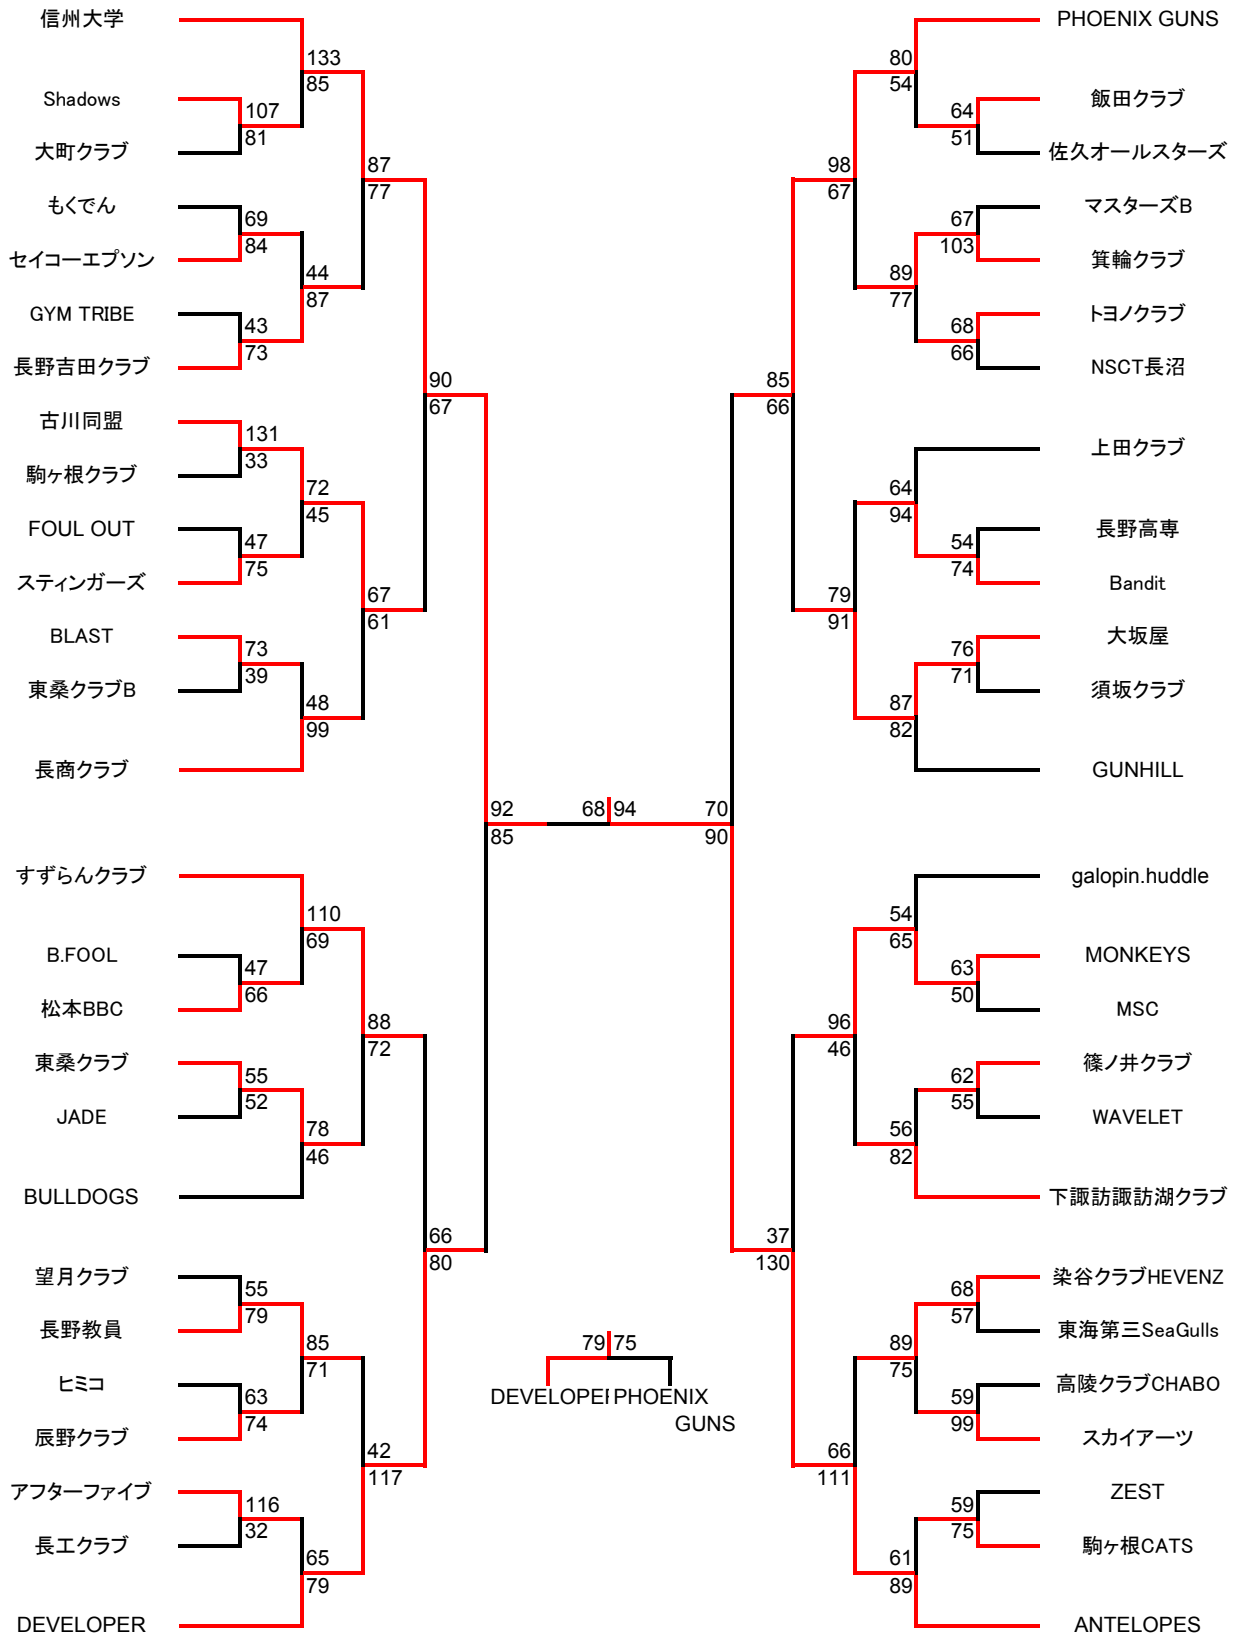 信州大学
133
85
Shadows
107
81
大町クラブ
87
77
もくでん
69
84
セイコーエプソン
44
87
GYM TRIBE
43
73
長野吉田クラブ
90
67
古川同盟
131
33
駒ヶ根クラブ
72
45
FOUL OUT
47
75
スティンガーズ
67
61
BLAST
73
39
東桑クラブB
48
99
長商クラブ
92
85
すずらんクラブ
110
69
B.FOOL
47
66
松本BBC
88
72
東桑クラブ
55
52
JADE
78
46
BULLDOGS
66
80
望月クラブ
55
79
長野教員
85
71
ヒミコ
63
74
辰野クラブ
42
117
アフターファイブ
116
32
長工クラブ
65
79
DEVELOPER
68 94
79 75
DEVELOPEI PHOENIX
GUNS
PHOENIX GUNS
80
54
飯田クラブ
64
51
佐久オールスターズ
98
67
マスターズB
67
103
箕輪クラブ
89
77
トヨノクラブ
68
66
NSCT長沼
85
66
上田クラブ
64
94
長野高専
54
74
Bandit
79
91
大坂屋
76
71
須坂クラブ
87
82
GUNHILL
70
90
galopin.huddle
54
65
MONKEYS
63
50
MSC
96
46
篠ノ井クラブ
62
55
WAVELET
56
82
下諏訪諏訪湖クラブ
37
130
染谷クラブHEVENZ
68
57
東海第三SeaGulls
89
75
高陵クラブCHABO
59
99
スカイアーツ
66
111
ZEST
59
75
駒ヶ根CATS
61
89
ANTELOPES